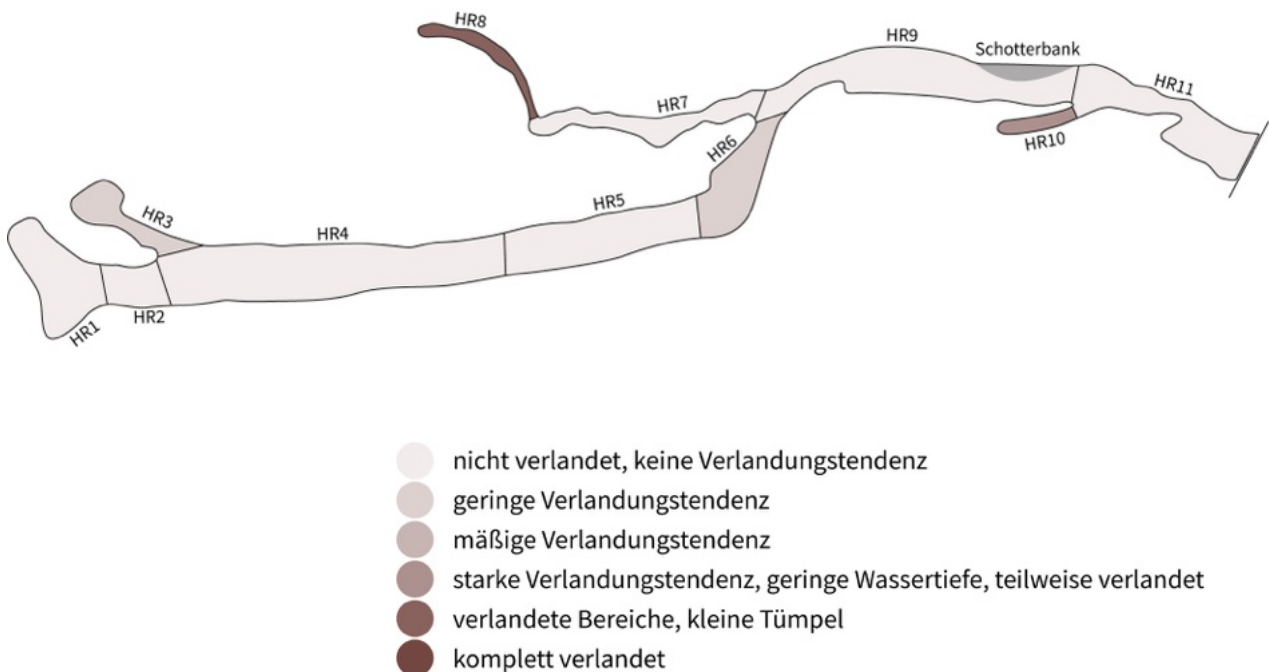 HR8
HR9
Schotterbank
HR7
HR11
HR6
HR10
HR5
HR3
HR4
HR1
HR2
nicht verlandet, keine Verlandungstendenz
geringe Verlandungstendenz
mäßige Verlandungstendenz
starke Verlandungstendenz, geringe Wassertiefe, teilweise verlandet
verlandete Bereiche, kleine Tümpel
komplett verlandet